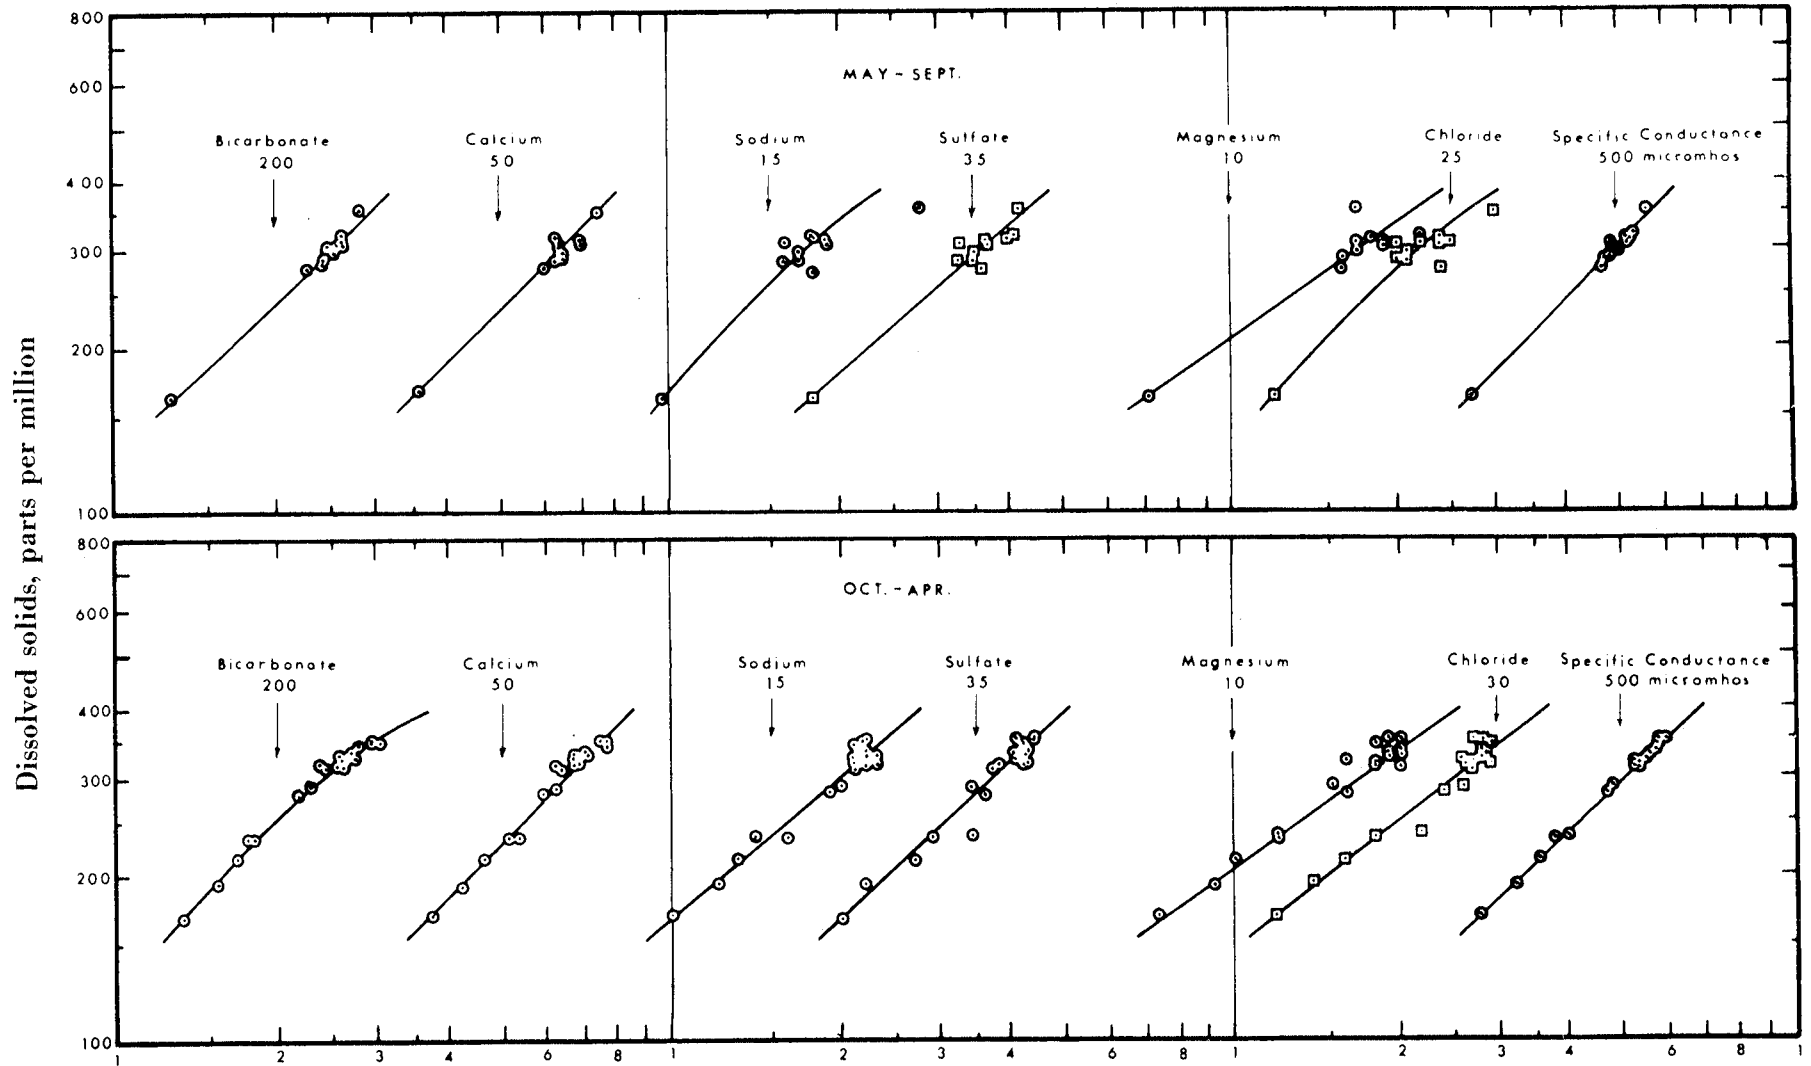 Dissolved solids, parts per million
800
600
400
300
200
100
MAY - SEPT.
Bicarbonate
200
Calcium
50
Sodium
15
Sulfate
35
Magnesium
10
Chloride
25
Specific Conductance
500 micromhos
800
600
400
300
200
100
OCT. - APR.
Bicarbonate
200
Calcium
50
Sodium
15
Sulfate
35
Magnesium
10
Chloride
30
Specific Conductance
500 micromhos
1 2 3 4 6 8 1 2 3 4 6 8 1 2 3 4 6 8 1